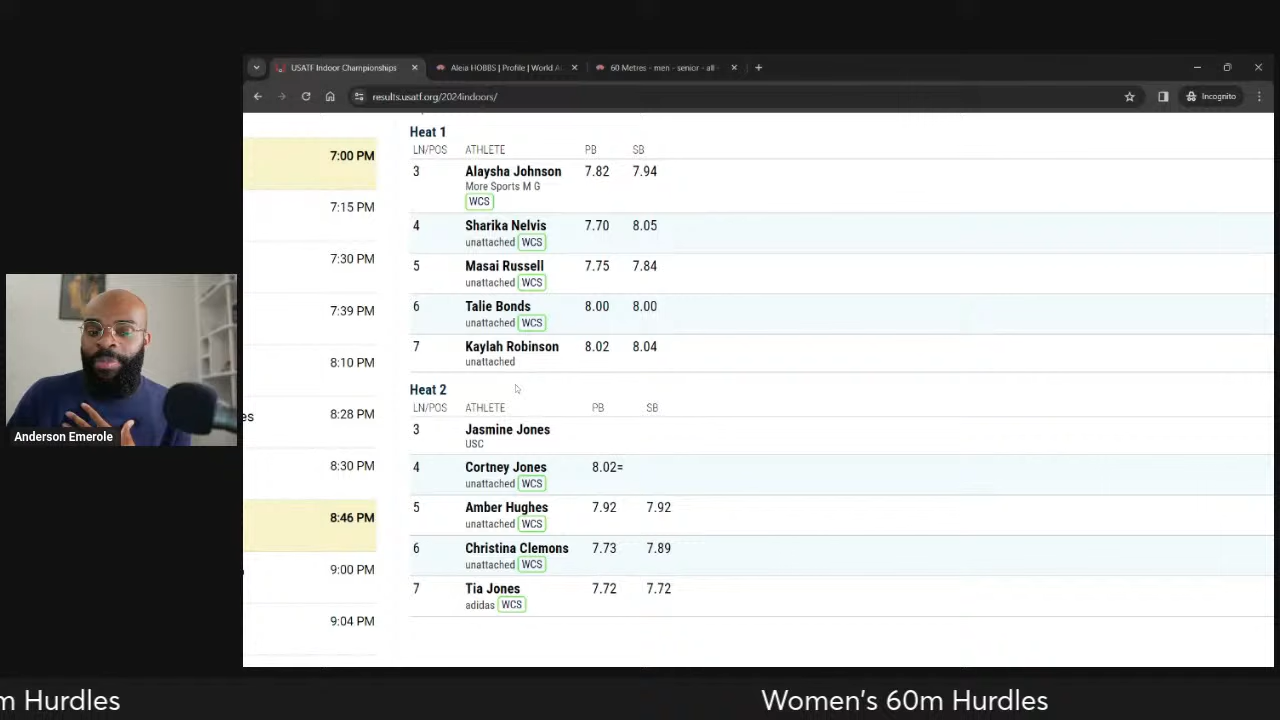 USATF Indoor Championships
Aleia HOBBS | Profile | World A
60 Metres - men - senior - all
results.usatf.org/2024indoors/
Incognito
7:00 PM
7:15 PM
7:30 PM
7:39 PM
8:10 PM
es 8:28 PM
8:30 PM
8:46 PM
9:00 PM
9:04 PM
Heat 1
LN/POS ATHLETE PB SB
3 Alaysha Johnson 7.82 7.94
More Sports M G
WCS
4 Sharika Nelvis 7.70 8.05
unattached WCS
5 Masai Russell 7.75 7.84
unattached WCS
6 Talie Bonds 8.00 8.00
unattached WCS
7 Kaylah Robinson 8.02 8.04
unattached
Heat 2
LN/POS ATHLETE PB SB
3 Jasmine Jones
USC
4 Cortney Jones 8.02=
unattached WCS
5 Amber Hughes 7.92 7.92
unattached WCS
6 Christina Clemons 7.73 7.89
unattached WCS
7 Tia Jones 7.72 7.72
adidas WCS
Anderson Emerole
m Hurdles Women's 60m Hurdles